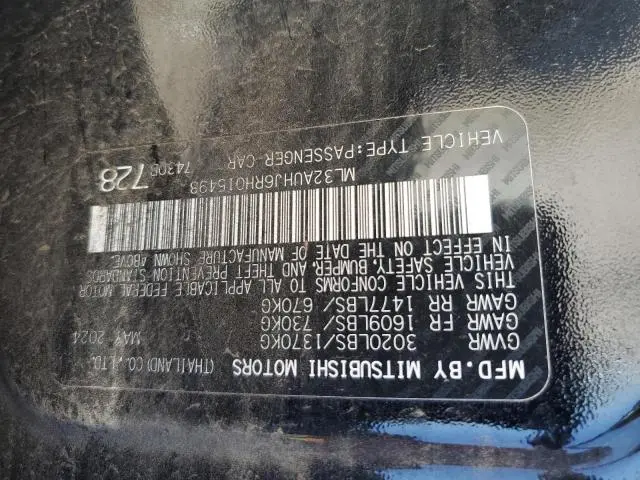 MFD.BY MITSUBISHI MOTORS (THAILAND) CO.,LTD.
GVWR 3020LBS/1370KG MAY 2024
GAWR FR 1609LBS/ 730KG
GAWR RR 1477LBS/ 670KG
THIS VEHICLE CONFORMS TO ALL APPLICABLE FEDERAL MOTOR
VEHICLE SAFETY, BUMPER, AND THEFT PREVENTION STANDARDS
IN EFFECT ON THE DATE OF MANUFACTURE SHOWN ABOVE.
ML32AUHJ6RH015498 7430B 728
VEHICLE TYPE:PASSENGER CAR